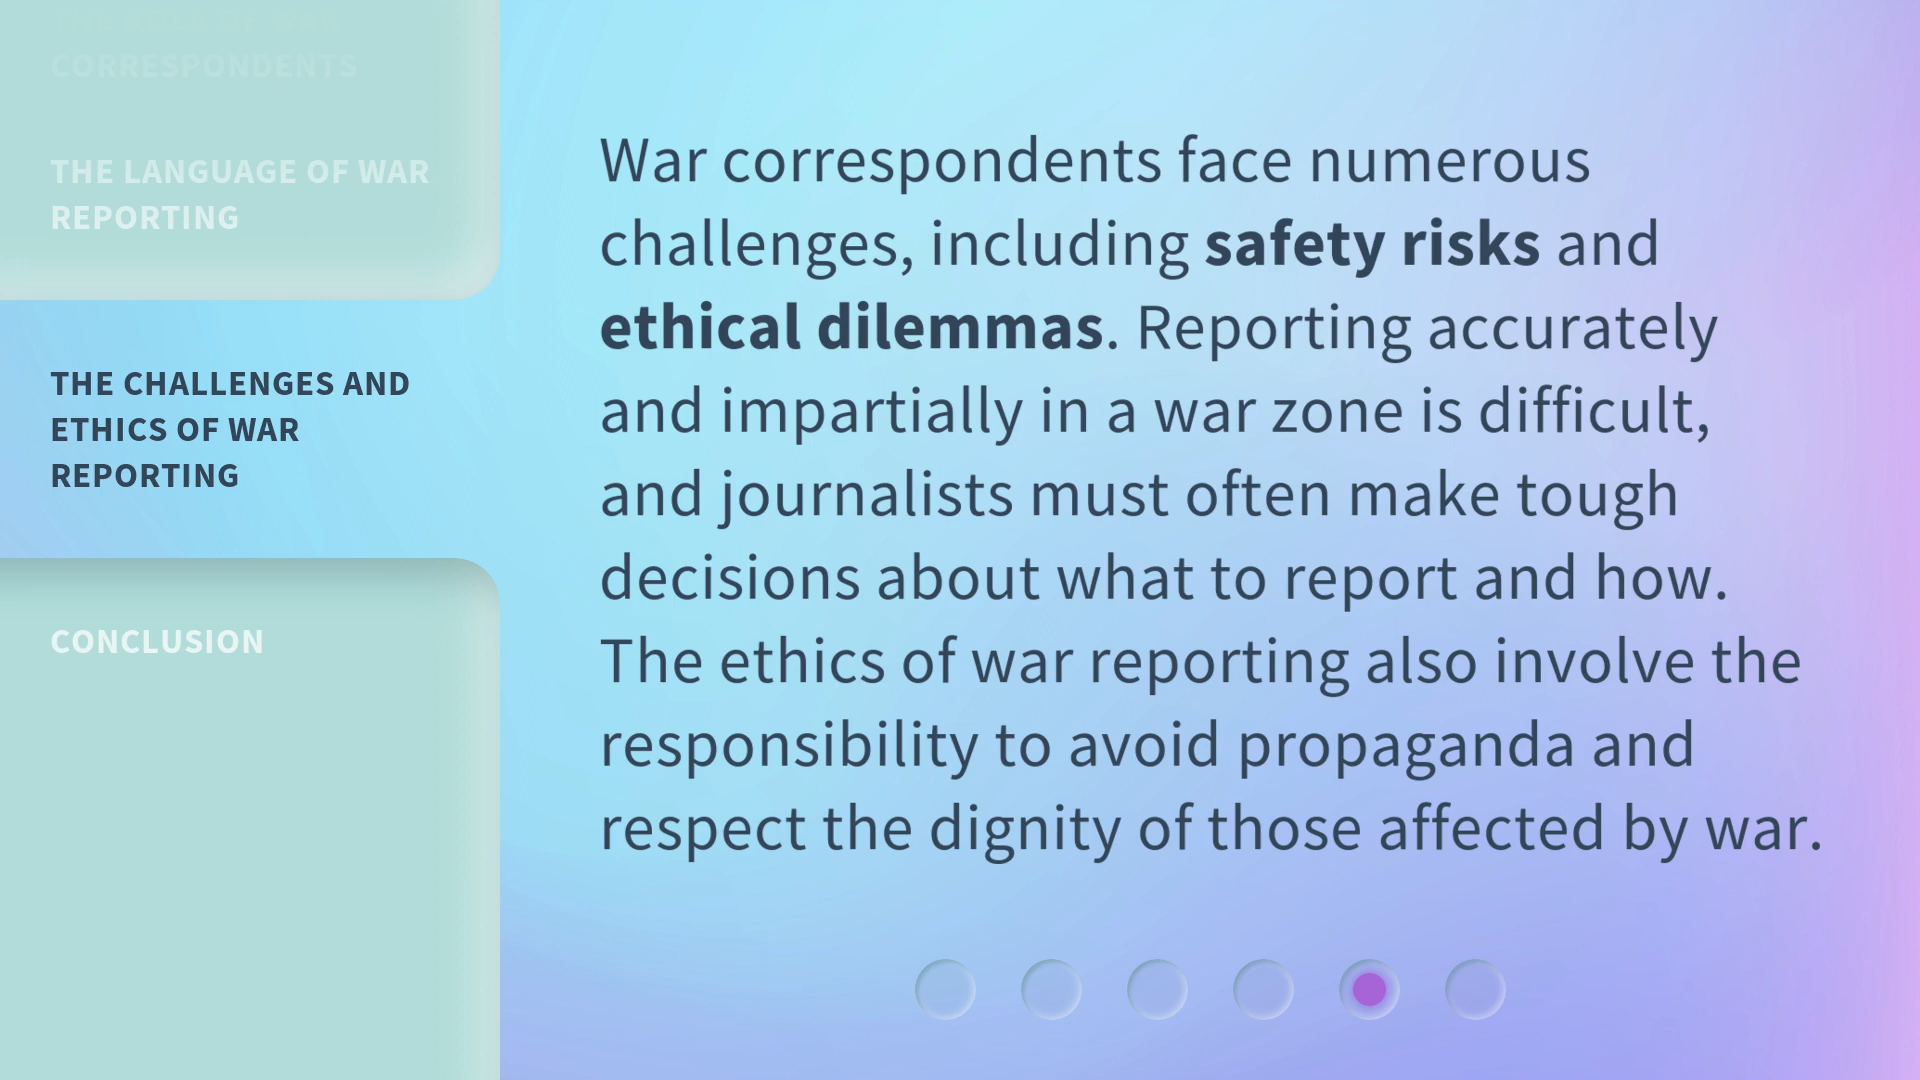 CORRESPONDENTS
THE LANGUAGE OF WAR
REPORTING
THE CHALLENGES AND
ETHICS OF WAR
REPORTING
CONCLUSION
War correspondents face numerous
challenges, including safety risks and
ethical dilemmas. Reporting accurately
and impartially in a war zone is difficult,
and journalists must often make tough
decisions about what to report and how.
The ethics of war reporting also involve the
responsibility to avoid propaganda and
respect the dignity of those affected by war.